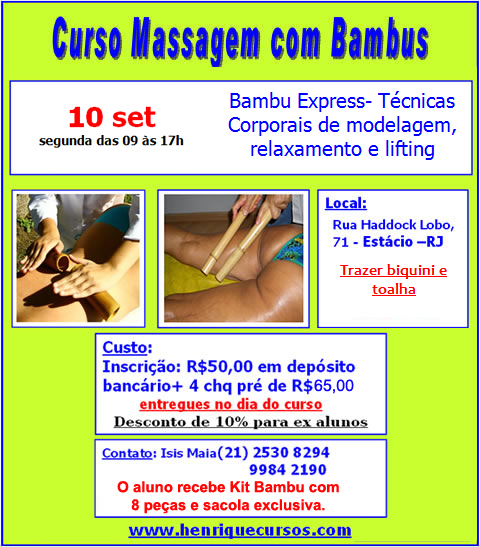 Curso Massagem com Bambus
10 set
segunda das 09 às 17h
Bambu Express- Técnicas
Corporais de modelagem,
relaxamento e lifting
Local:
Rua Haddock Lobo,
71 - Estácio –RJ
Trazer biquini e
toalha
Custo:
Inscrição: R$50,00 em depósito
bancário+ 4 chq pré de R$65,00
entregues no dia do curso
Desconto de 10% para ex alunos
Contato: Isis Maia(21) 2530 8294
9984 2190
O aluno recebe Kit Bambu com
8 peças e sacola exclusiva.
www.henriquecursos.com